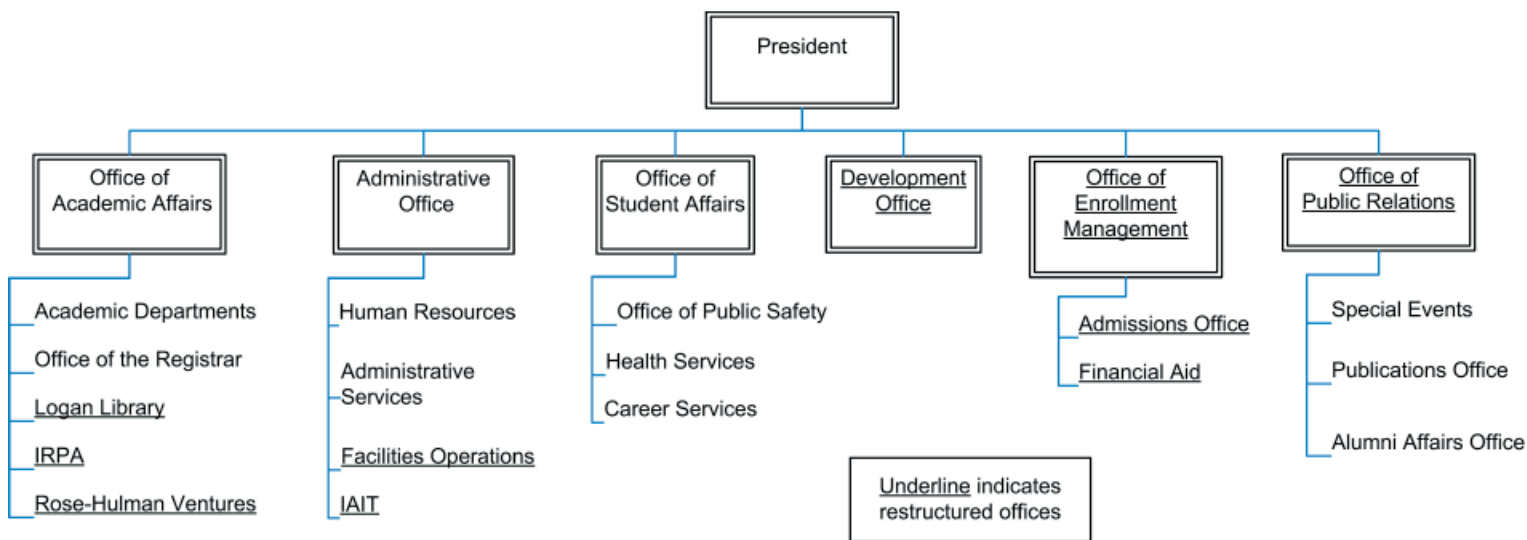 President
Office of
Academic Affairs
Administrative
Office
Office of
Student Affairs
Development
Office
Office of
Enrollment
Management
Office of
Public Relations
Academic Departments
Office of the Registrar
Logan Library
IRPA
Rose-Hulman Ventures
Human Resources
Administrative
Services
Facilities Operations
IAIT
Office of Public Safety
Health Services
Career Services
Admissions Office
Financial Aid
Special Events
Publications Office
Alumni Affairs Office
Underline indicates
restructured offices